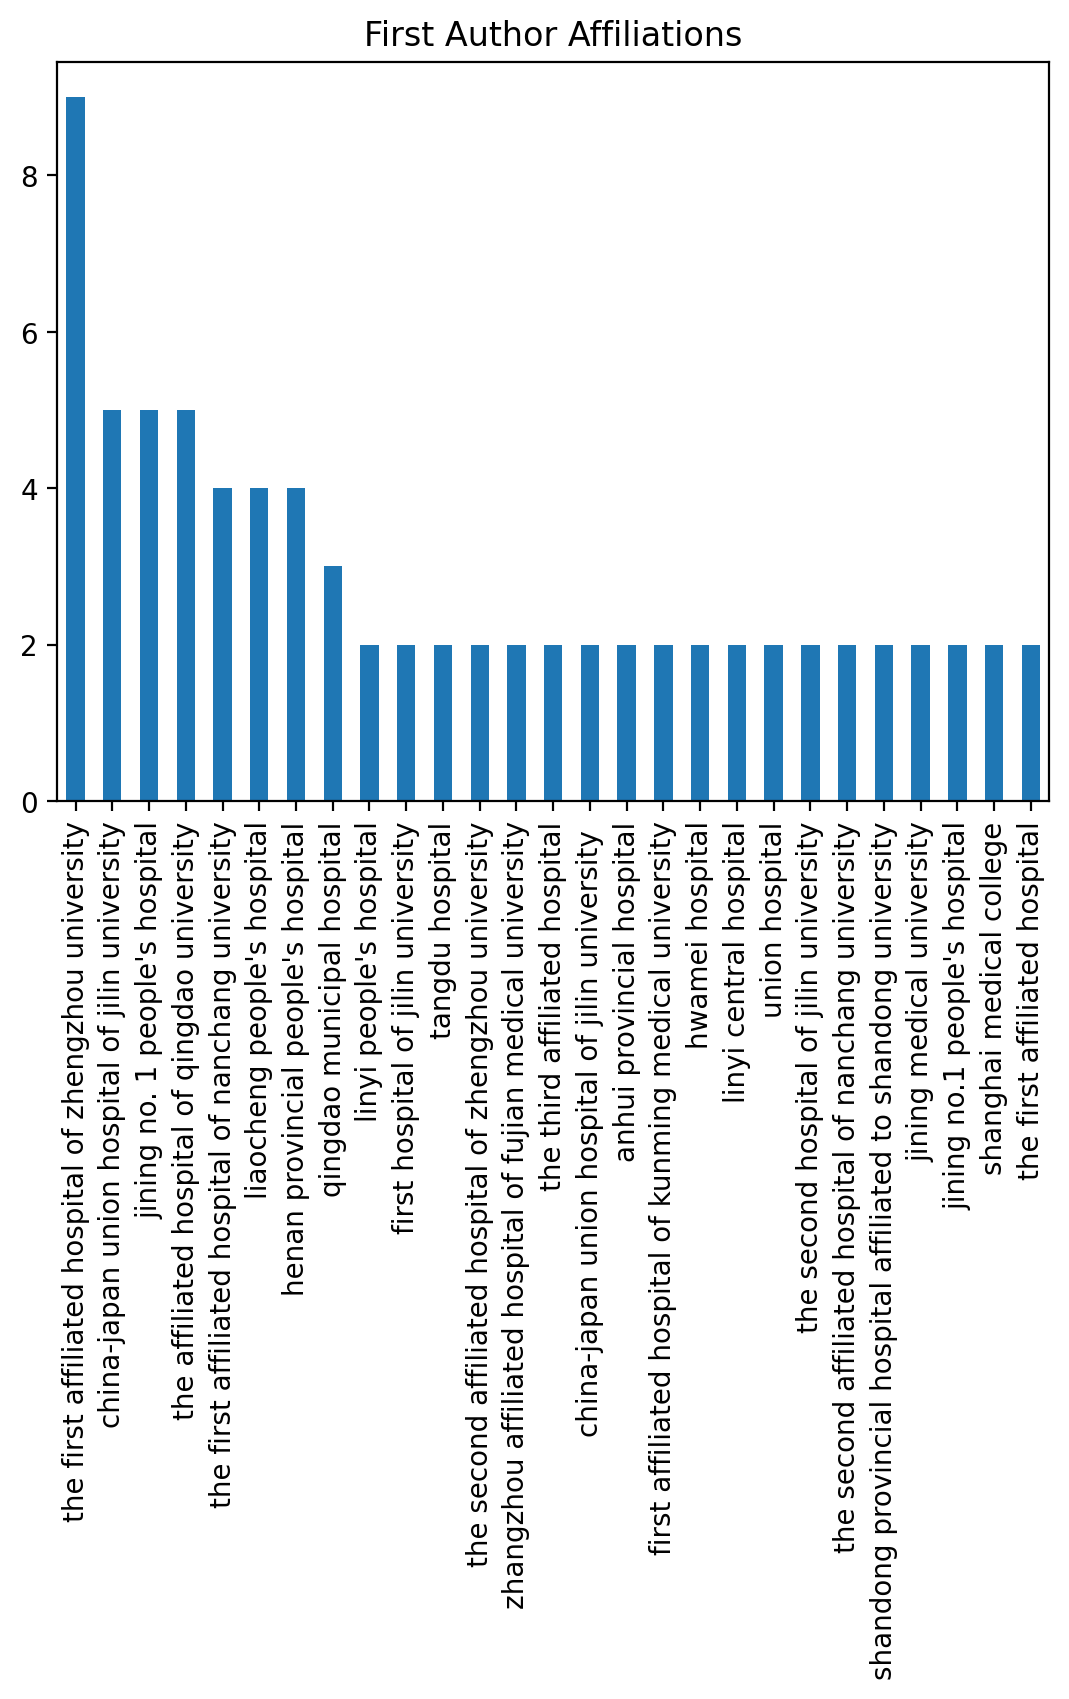 First Author Affiliations
8
6
4
2
0
the first affiliated hospital of zhengzhou university
china-japan union hospital of jilin university
jining no. 1 people's hospital
the affiliated hospital of qingdao university
the first affiliated hospital of nanchang university
liaocheng people's hospital
henan provincial people's hospital
qingdao municipal hospital
linyi people's hospital
first hospital of jilin university
tangdu hospital
the second affiliated hospital of zhengzhou university
zhangzhou affiliated hospital of fujian medical university
the third affiliated hospital
china-japan union hospital of jilin university
anhui provincial hospital
first affiliated hospital of kunming medical university
hwamei hospital
linyi central hospital
union hospital
the second hospital of jilin university
the second affiliated hospital of nanchang university
shandong provincial hospital affiliated to shandong university
jining medical university
jining no.1 people's hospital
shanghai medical college
the first affiliated hospital